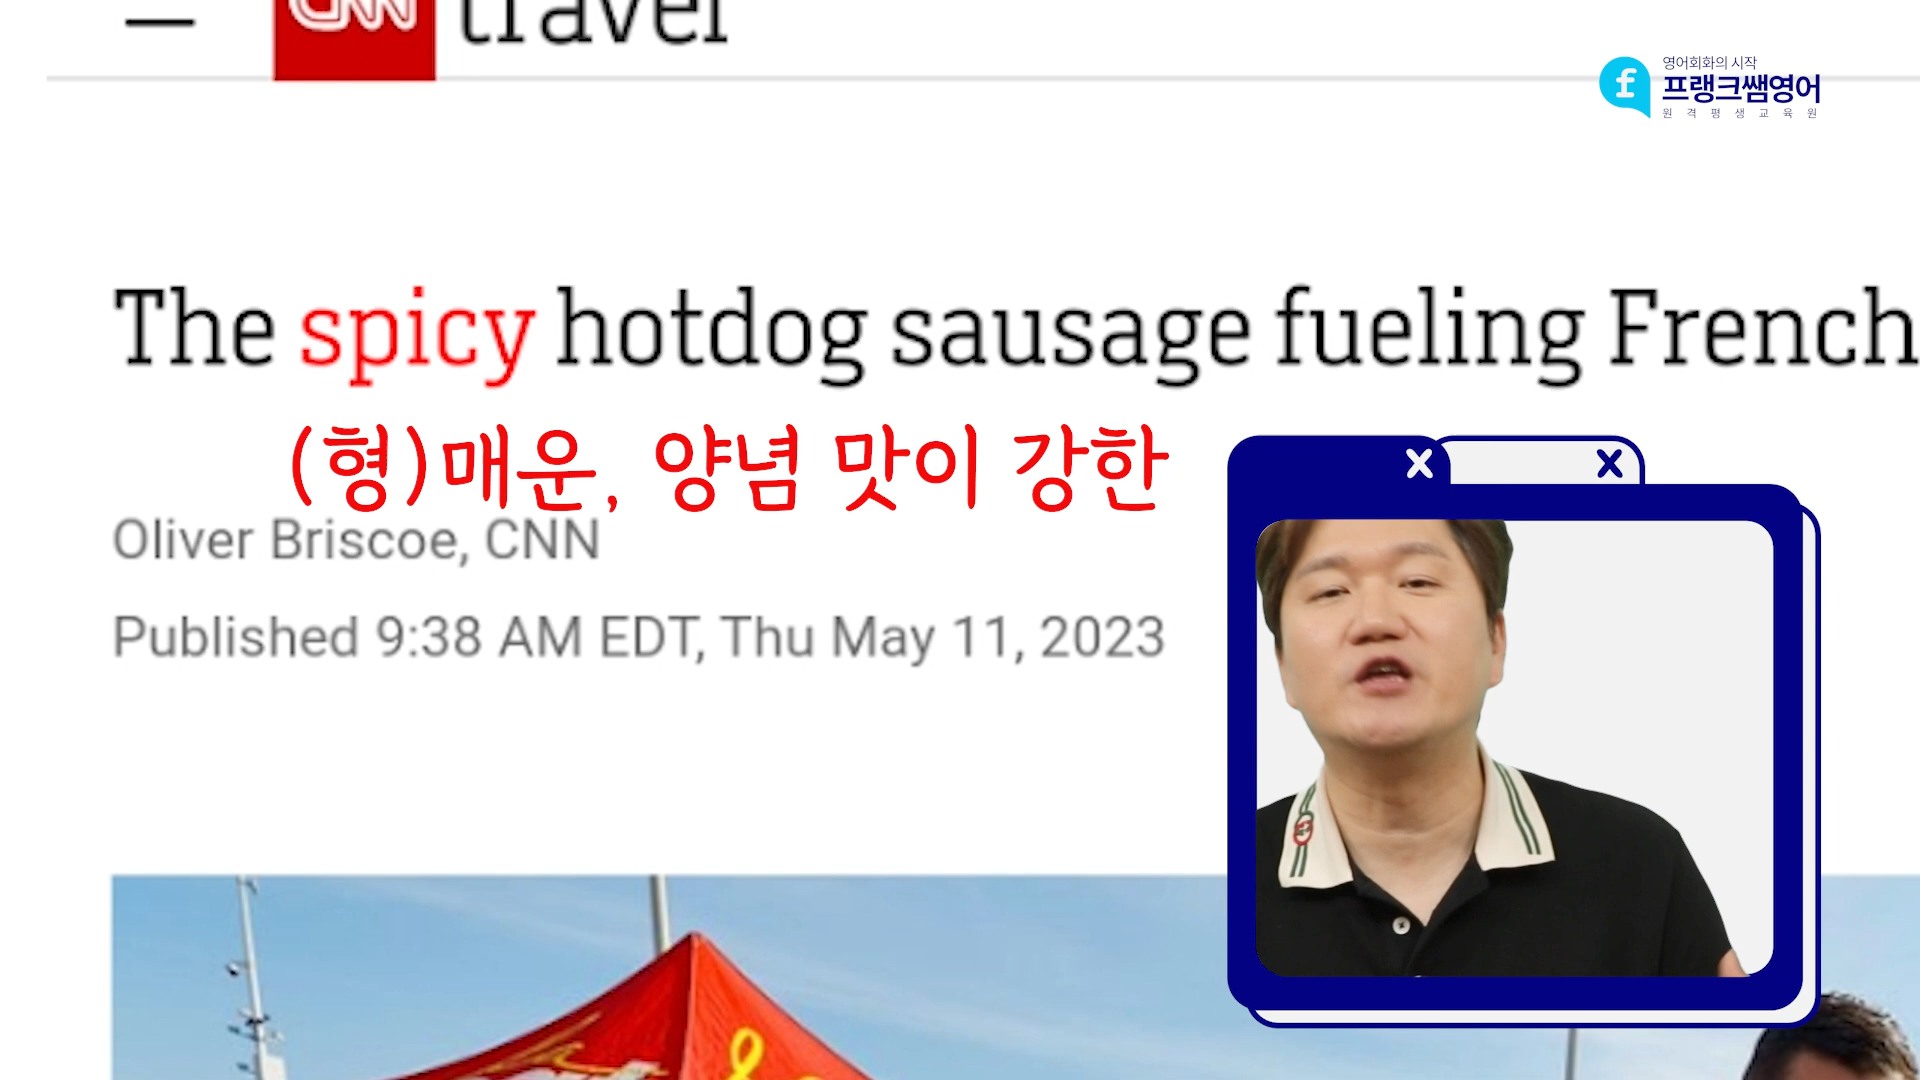 CNN travel
영어회화의 시작
f 프랭크쌤영어
원격평생교육원
The spicy hotdog sausage fueling French
(형)매운, 양념 맛이 강한
Oliver Briscoe, CNN
Published 9:38 AM EDT, Thu May 11, 2023
X X